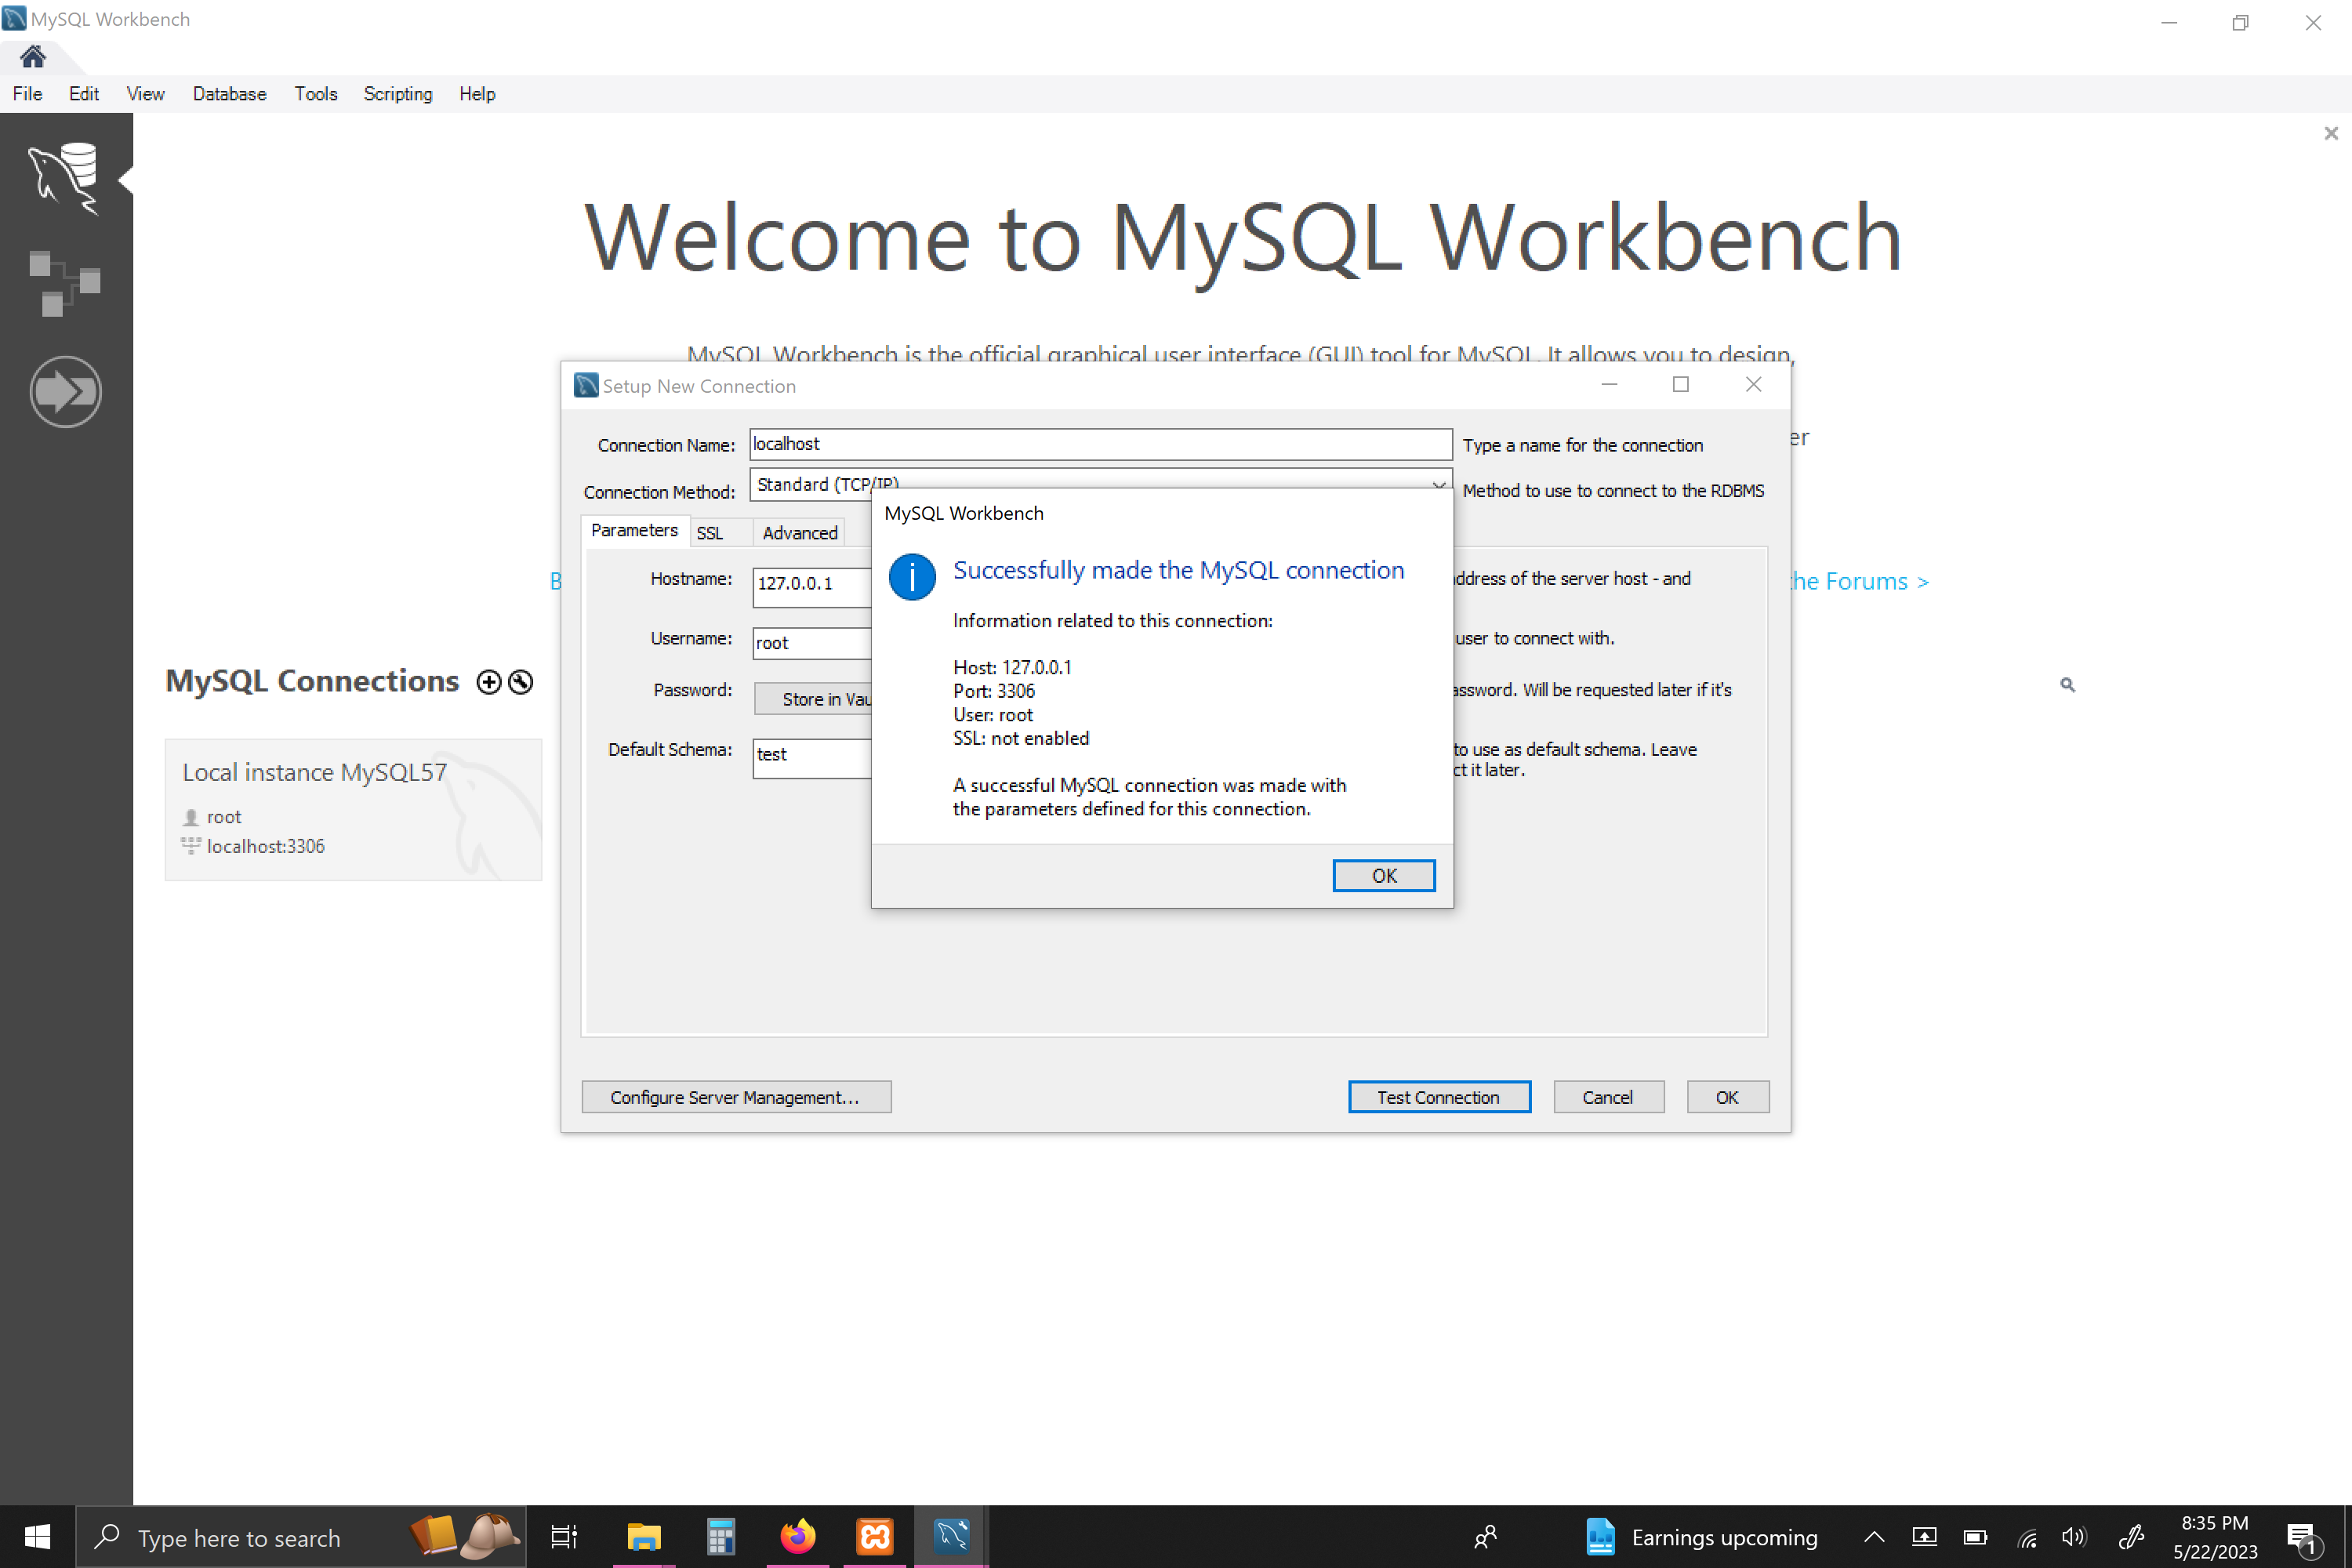 MySQL Workbench
File Edit View Database Tools Scripting Help
Welcome to MySQL Workbench
MySQL Workbench is the official graphical user interface (GUI) tool for MySQL. It allows you to design,
er
B
the Forums >
MySQL Connections
Local instance MySQL57
root
localhost:3306
Setup New Connection
Connection Name: localhost Type a name for the connection
Connection Method: Standard (TCP/IP) Method to use to connect to the RDBMS
Parameters SSL Advanced
Hostname: 127.0.0.1 address of the server host - and
Username: root user to connect with.
Password: Store in Vau assword. Will be requested later if it's
Default Schema: test to use as default schema. Leave
ct it later.
MySQL Workbench
Successfully made the MySQL connection
Information related to this connection:
Host: 127.0.0.1
Port: 3306
User: root
SSL: not enabled
A successful MySQL connection was made with
the parameters defined for this connection.
OK
Configure Server Management... Test Connection Cancel OK
Type here to search
Earnings upcoming
8:35 PM
5/22/2023
1